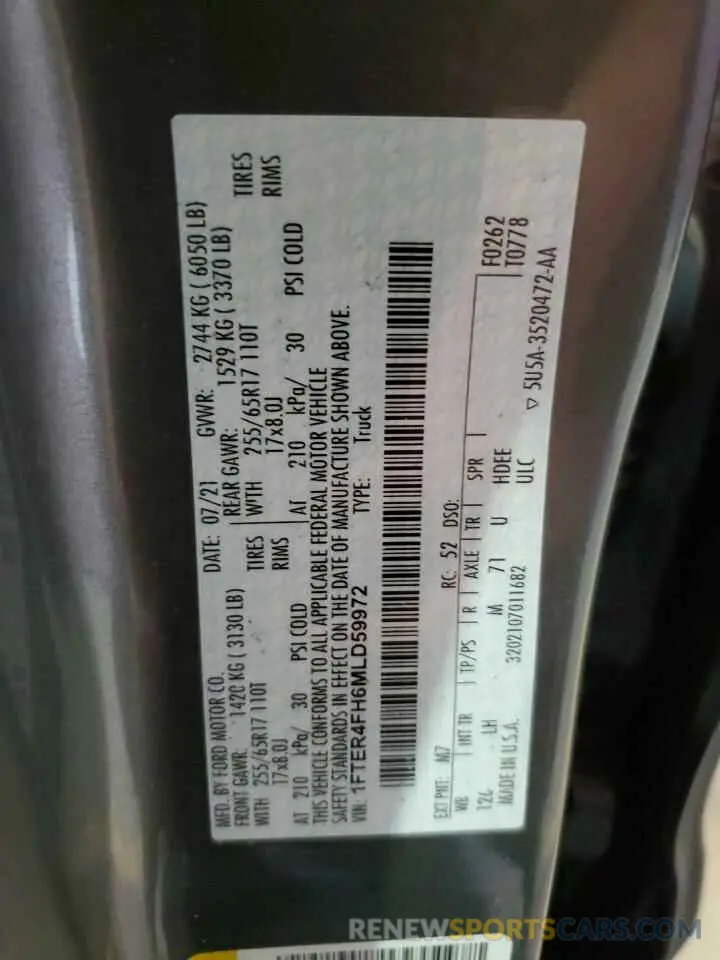 MFD. BY FORD MOTOR CO.
DATE: 07/21 GVWR: 2744 KG ( 6050 LB)
FRONT GAWR: 1420 KG ( 3130 LB)
REAR GAWR: 1529 KG ( 3370 LB)
WITH 255/65R17 110T TIRES
WITH 255/65R17 110T TIRES
17x8.0J RIMS
17x8.0J RIMS
AT 210 kPa/ 30 PSI COLD
AT 210 kPa/ 30 PSI COLD
THIS VEHICLE CONFORMS TO ALL APPLICABLE FEDERAL MOTOR VEHICLE
SAFETY STANDARDS IN EFFECT ON THE DATE OF MANUFACTURE SHOWN ABOVE.
VIN: 1FTER4FH6MLD59972 TYPE: Truck
EXT PNT: M7 RC: 52 DSO:
WB INT TR TP/PS R AXLE TR SPR F0262
126 LH M 71 U HDEE T0778
MADE IN U.S.A. 3202107011682 ULC
▽ 5U5A-3520472-AA
RENEWSPORTSCARS.COM